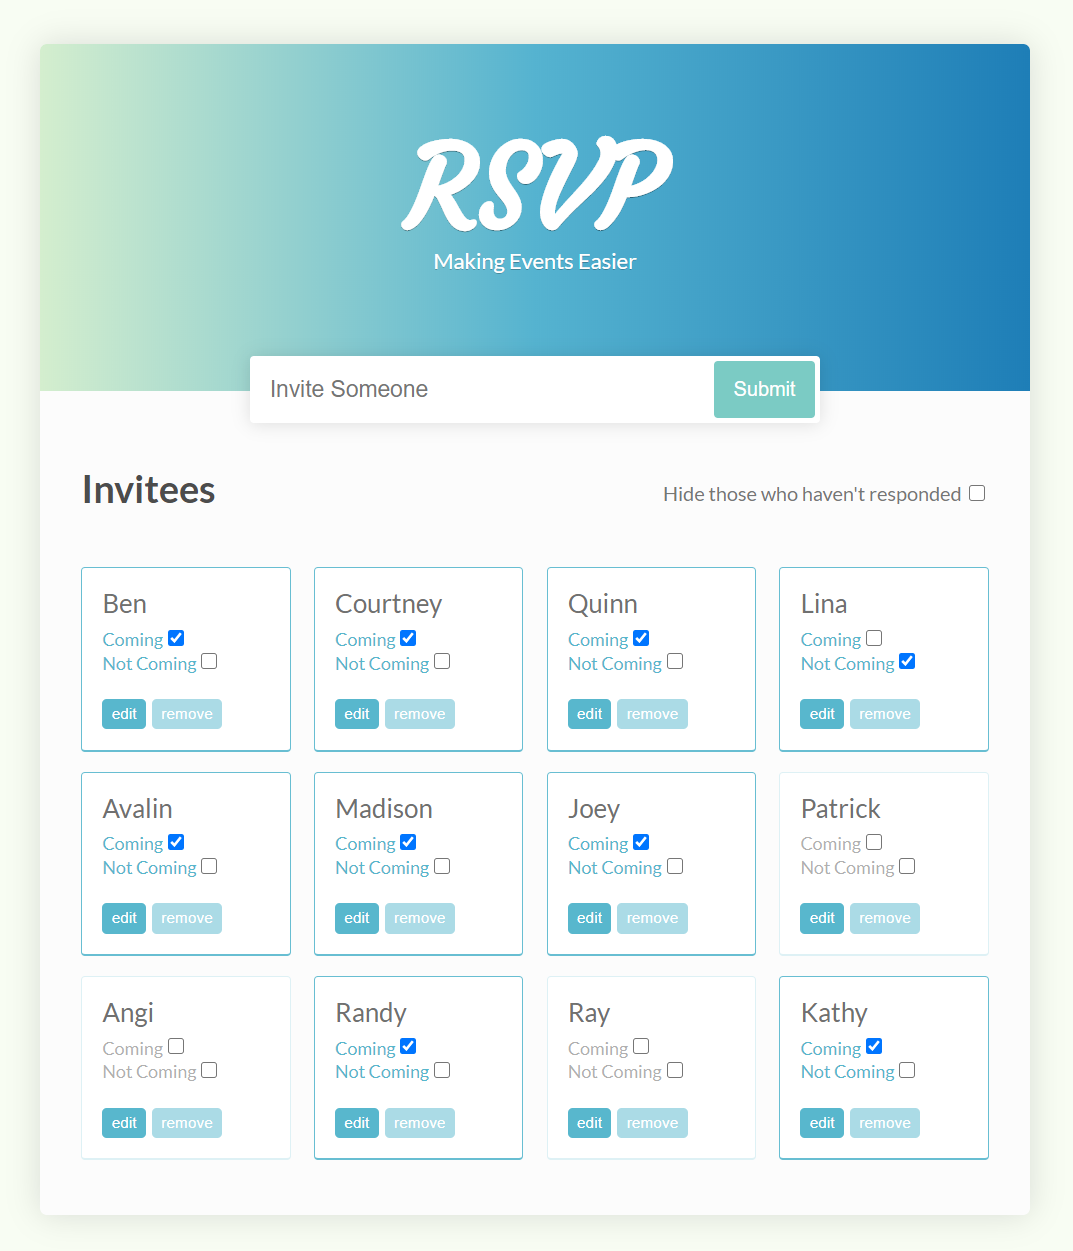 RSVP
Making Events Easier
Invite Someone
Submit
Invitees
Hide those who haven't responded
Ben
Coming
Not Coming
edit remove
Courtney
Coming
Not Coming
edit remove
Quinn
Coming
Not Coming
edit remove
Lina
Coming
Not Coming
edit remove
Avalin
Coming
Not Coming
edit remove
Madison
Coming
Not Coming
edit remove
Joey
Coming
Not Coming
edit remove
Patrick
Coming
Not Coming
edit remove
Angi
Coming
Not Coming
edit remove
Randy
Coming
Not Coming
edit remove
Ray
Coming
Not Coming
edit remove
Kathy
Coming
Not Coming
edit remove